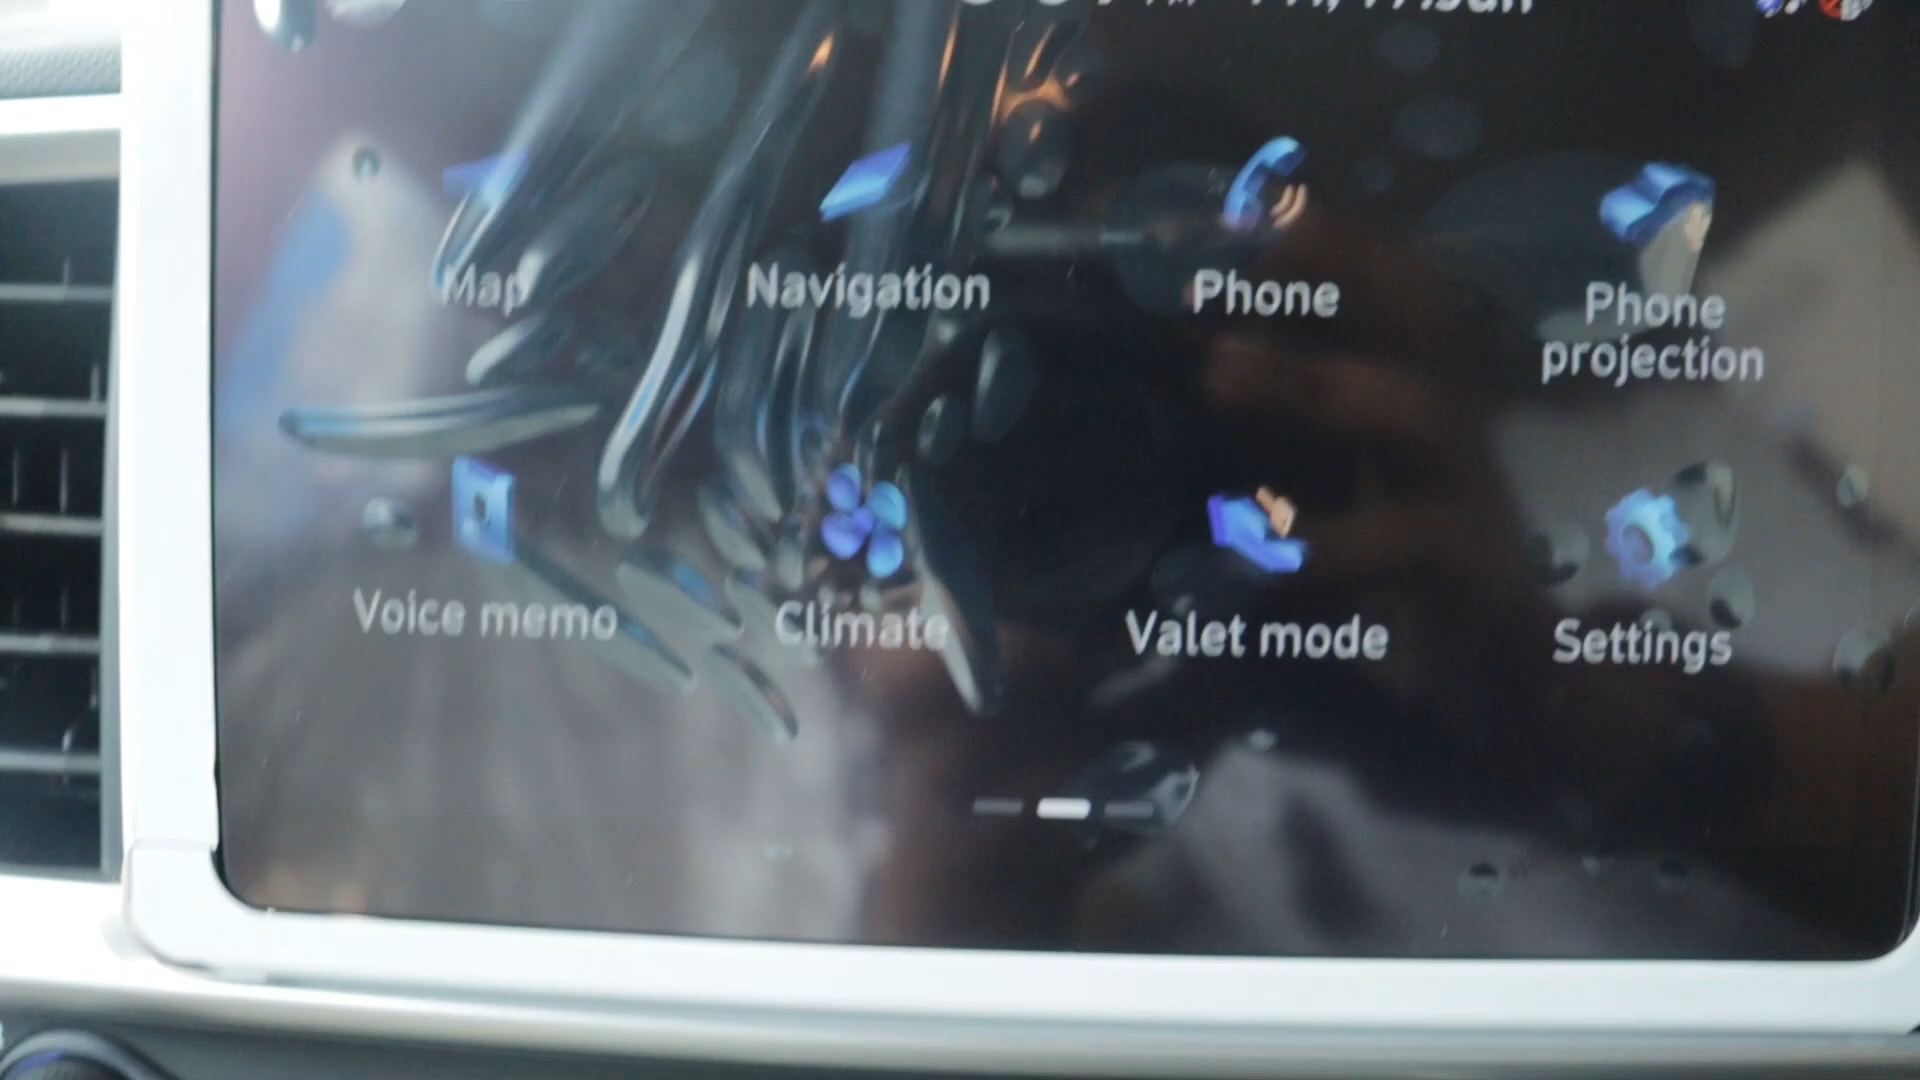 Map
Navigation
Phone
Phone
projection
Voice memo
Climate
Valet mode
Settings